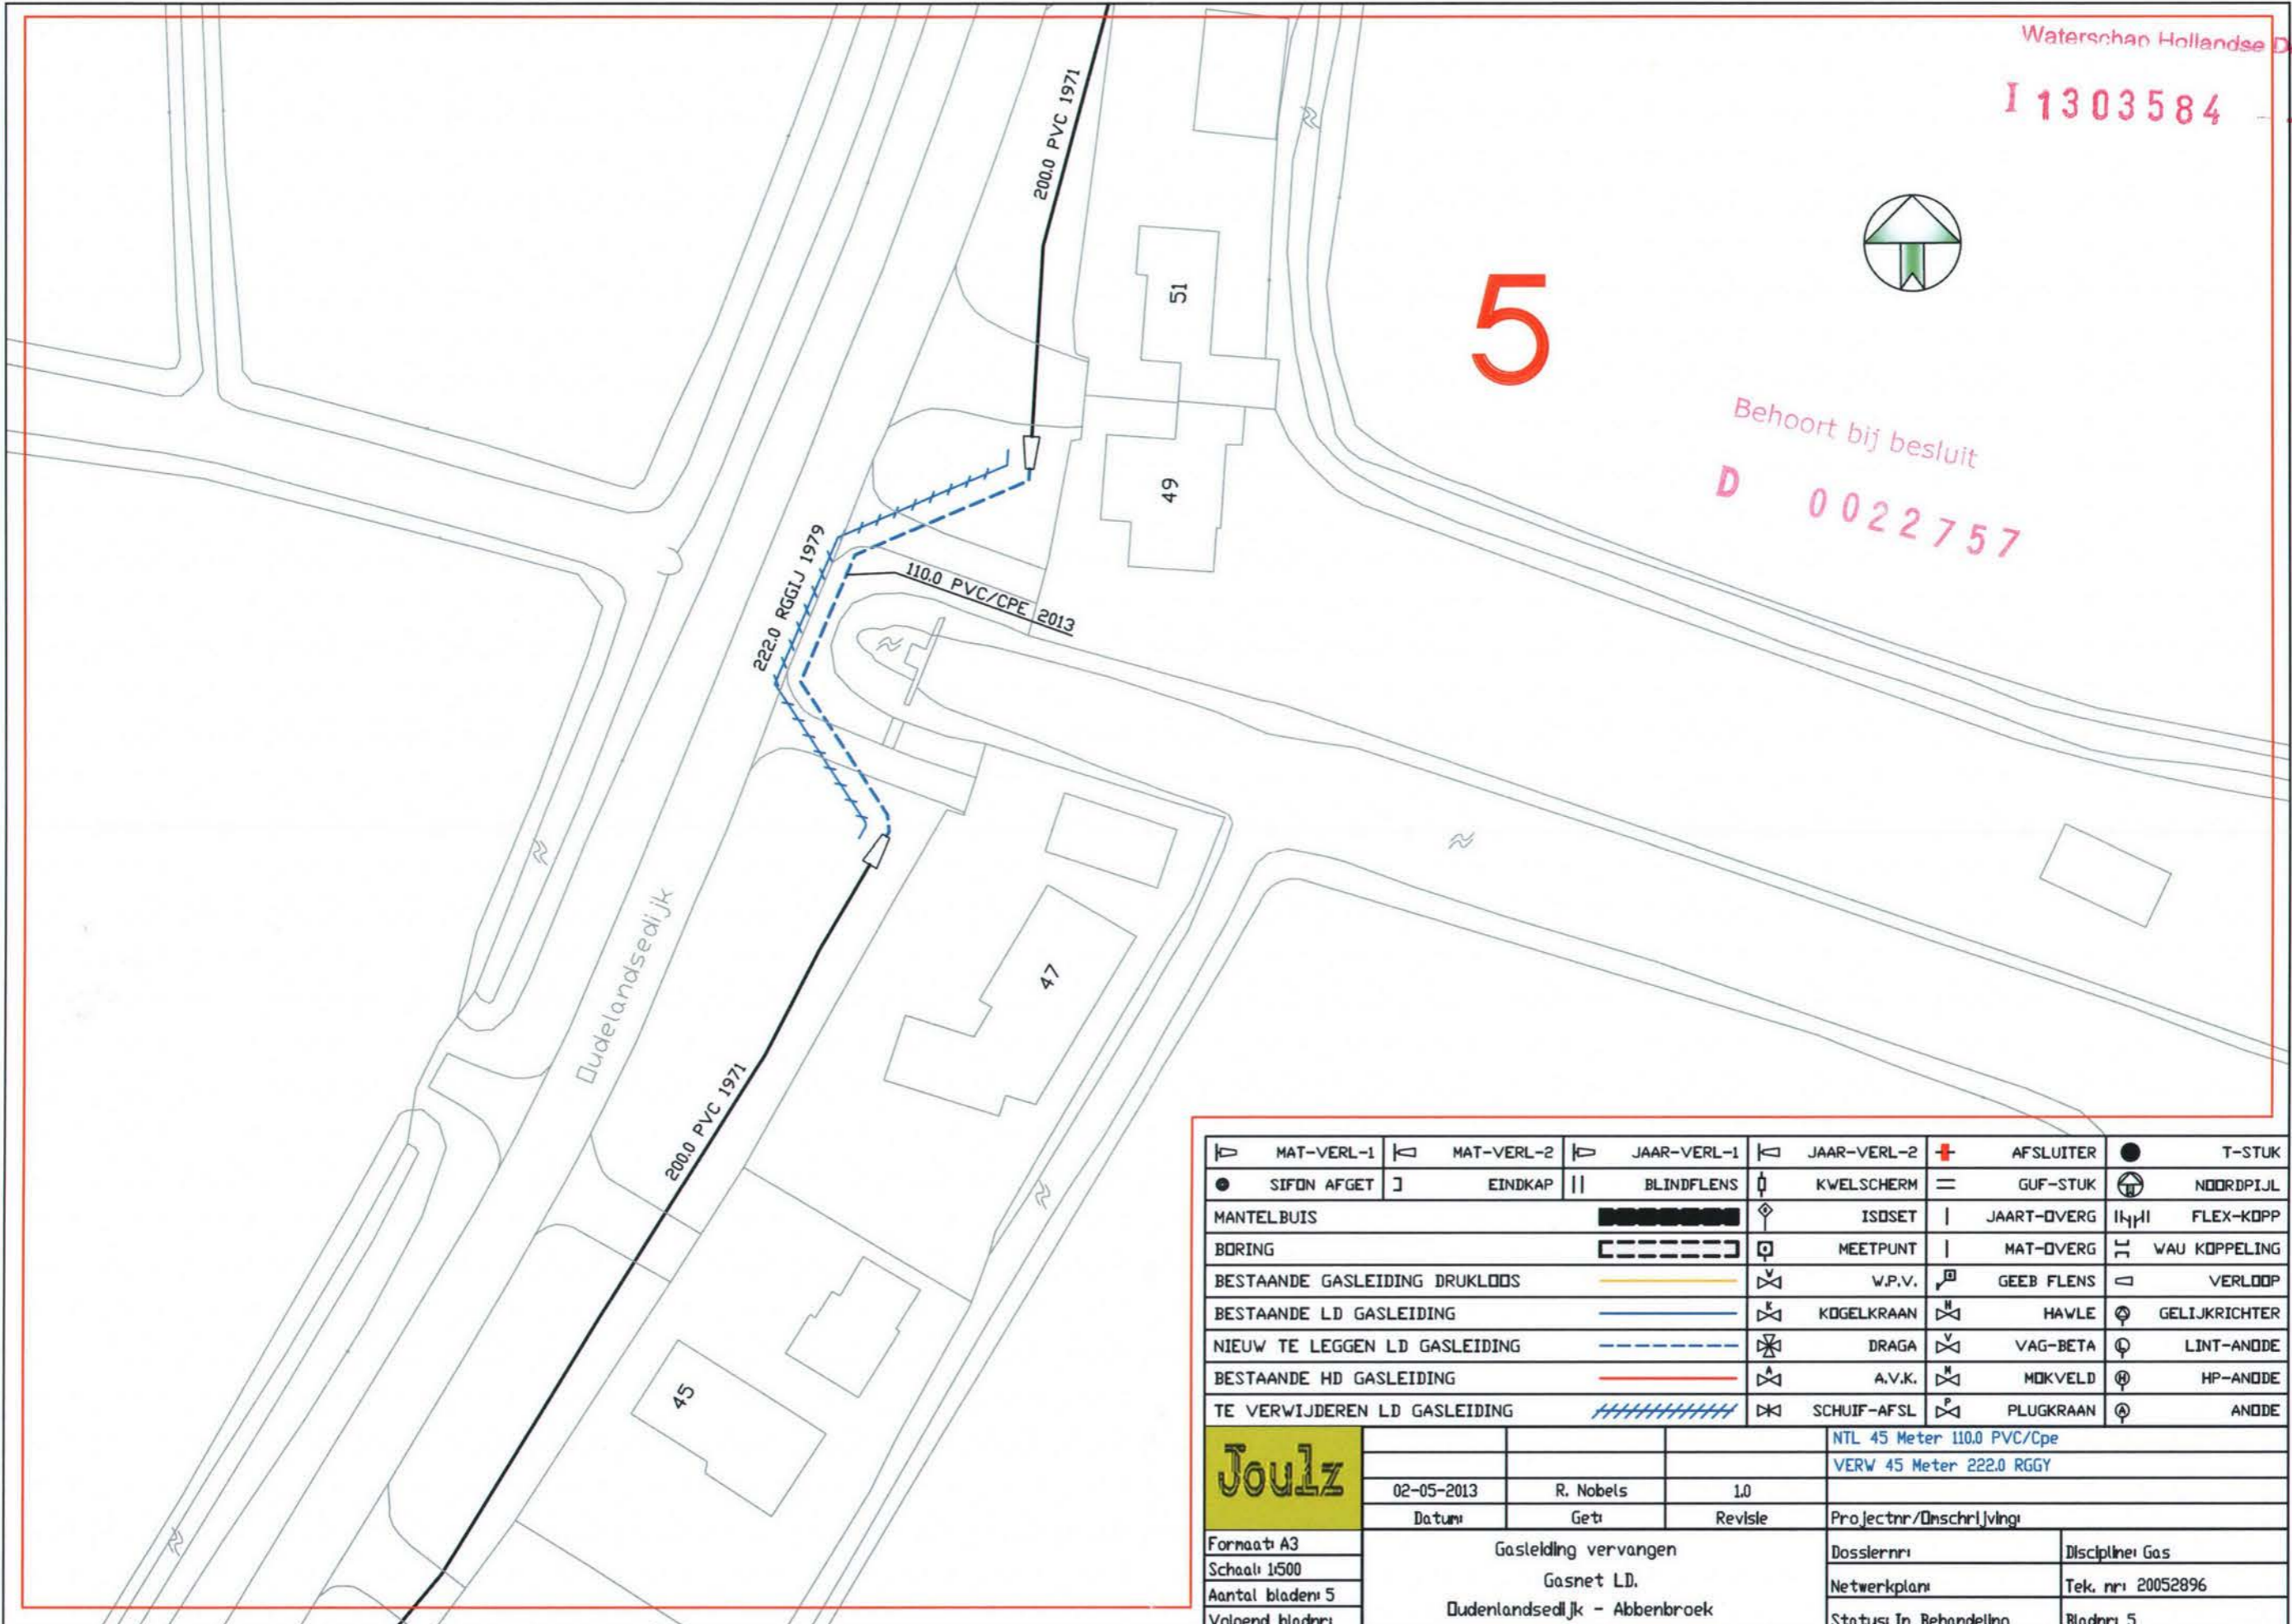 Waterschap Hollandse D
I 1303584
200.0 PVC 1971
51
5
Behoort bij besluit
D 0022757
49
222.0 RGGIJ 1979
110.0 PVC/CPE 2013
Oudelandsedijk
47
200.0 PVC 1971
45
MAT-VERL-1 MAT-VERL-2 JAAR-VERL-1 JAAR-VERL-2 AFSLUITER T-STUK
SIFON AFGET EINDKAP BLINDFLENS KWELSCHERM GUF-STUK NOORDPIJL
MANTELBUIS ISOSET JAART-OVERG FLEX-KOPP
BORING MEETPUNT MAT-OVERG WAU KOPPELING
BESTAANDE GASLEIDING DRUKLOOS W.P.V. GEEB FLENS VERLOOP
BESTAANDE LD GASLEIDING KOGELKRAAN HAWLE GELIJKRICHTER
NIEUW TE LEGGEN LD GASLEIDING DRAGA VAG-BETA LINT-ANODE
BESTAANDE HD GASLEIDING A.V.K. MOKVELD HP-ANODE
TE VERWIJDEREN LD GASLEIDING SCHUIF-AFSL PLUGKRAAN ANODE
Joulz
NTL 45 Meter 110.0 PVC/Cpe
VERW 45 Meter 222.0 RGGY
02-05-2013 R. Nobels 1.0
Datum: Get: Revisie Projectnr/Omschrijving:
Formaat: A3
Schaal: 1:500
Aantal bladen: 5
Volgend bladnr:
Gasleiding vervangen
Gasnet LD.
Oudenlandsedijk - Abbenbroek
Dossiernr: Discipline: Gas
Netwerkplan: Tek. nr: 20052896
Status: In Behandeling Bladnr: 5